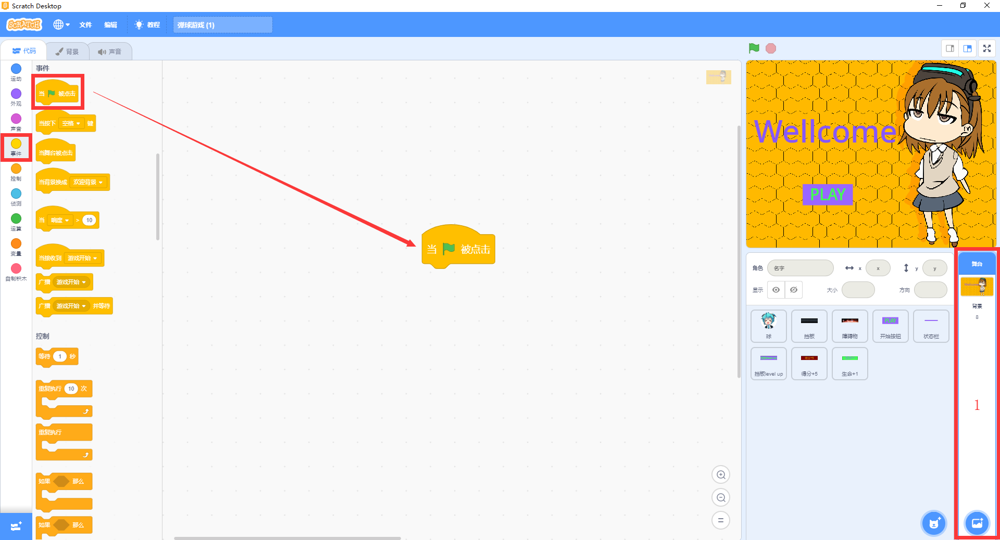 Scratch Desktop
SCRATCH
文件
编辑
教程
弹球游戏 (1)
代码
背景
声音
运动
外观
声音
事件
控制
侦测
运算
变量
自制积木
事件
当 被点击
当按下 空格 键
当舞台被点击
当背景换成 欢迎背景
当 响度 > 10
当接收到 游戏开始
广播 游戏开始
广播 游戏开始 并等待
控制
等待 1 秒
重复执行 10 次
重复执行
如果 那么
如果 那么
当 被点击
Wellcome
PLAY
角色 名字 x x y y
显示 大小 方向
球
挡板
障碍物
PLAY
开始按钮
状态栏
挡板level up
得分+5
得分+5
生命+1
舞台
Wellcome
背景
8
1